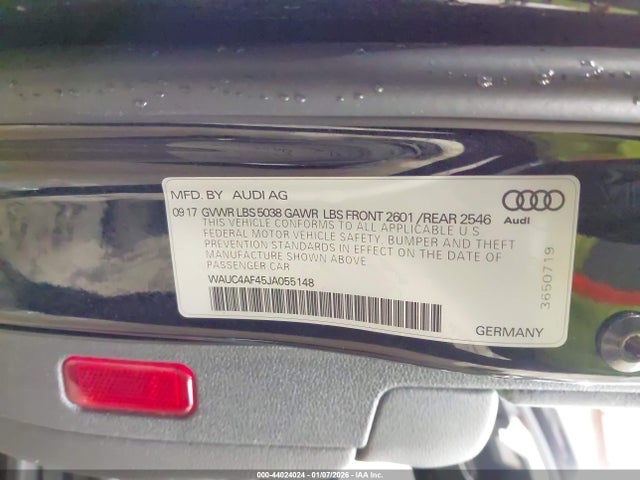 MFD. BY AUDI AG
09 17 GVWR LBS 5038 GAWR LBS FRONT 2601 /REAR 2546
THIS VEHICLE CONFORMS TO ALL APPLICABLE U S
FEDERAL MOTOR VEHICLE SAFETY, BUMPER AND THEFT
PREVENTION STANDARDS IN EFFECT ON THE DATE OF
MANUFACTURE SHOWN ABOVE.
PASSENGER CAR
WAUC4AF45JA055148
Audi
3650719
GERMANY
000-44024024 | 01/07/2026 - IAA